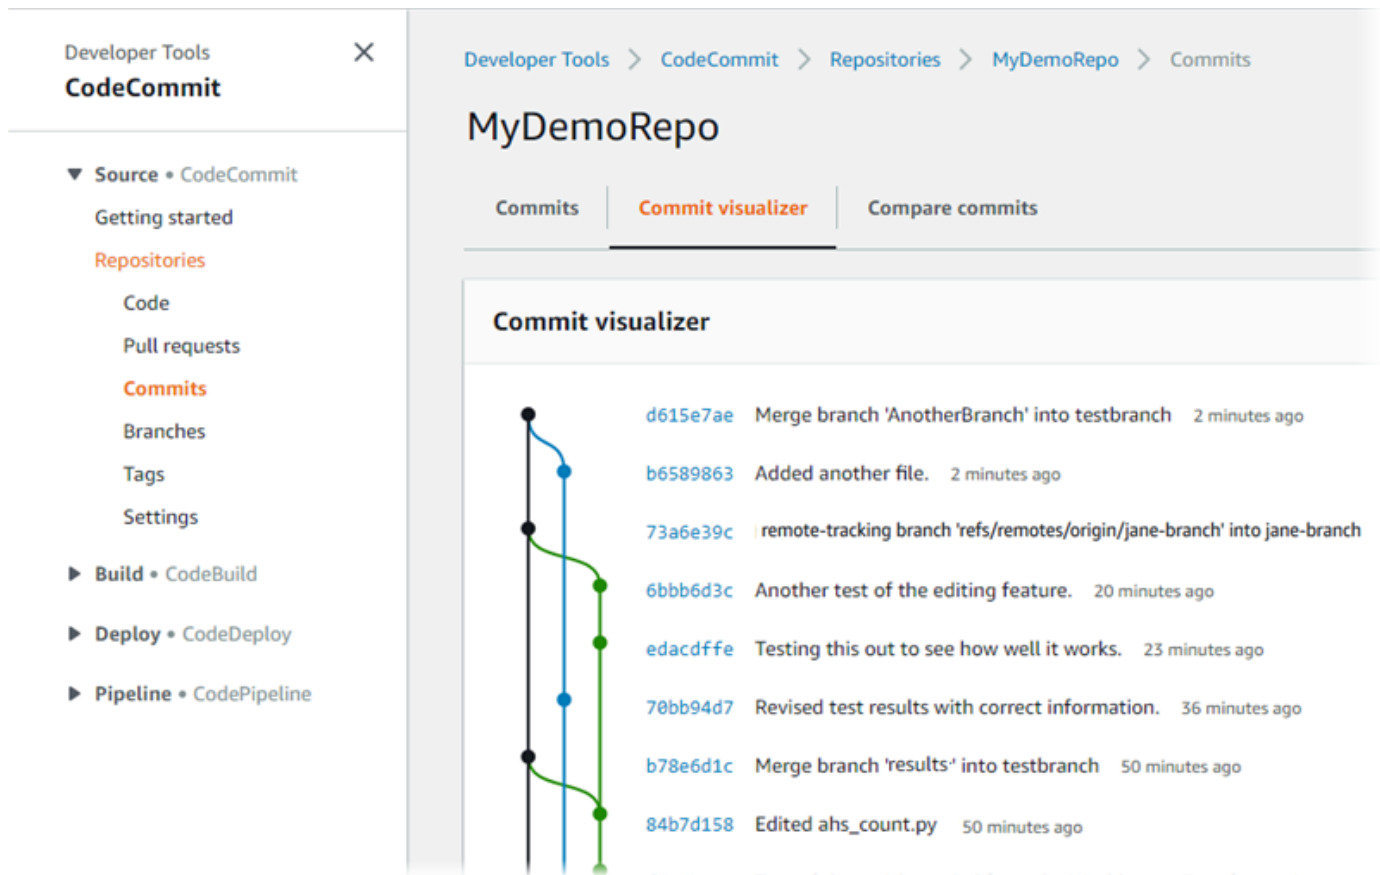 Developer Tools
CodeCommit
Source • CodeCommit
Getting started
Repositories
Code
Pull requests
Commits
Branches
Tags
Settings
Build • CodeBuild
Deploy • CodeDeploy
Pipeline • CodePipeline
Developer Tools > CodeCommit > Repositories > MyDemoRepo > Commits
MyDemoRepo
Commits Commit visualizer Compare commits
Commit visualizer
d615e7ae Merge branch 'AnotherBranch' into testbranch 2 minutes ago
b6589863 Added another file. 2 minutes ago
73a6e39c remote-tracking branch 'refs/remotes/origin/jane-branch' into jane-branch
6bbb6d3c Another test of the editing feature. 20 minutes ago
edacdffe Testing this out to see how well it works. 23 minutes ago
70bb94d7 Revised test results with correct information. 36 minutes ago
b78e6d1c Merge branch 'results-' into testbranch 50 minutes ago
84b7d158 Edited ahs_count.py 50 minutes ago